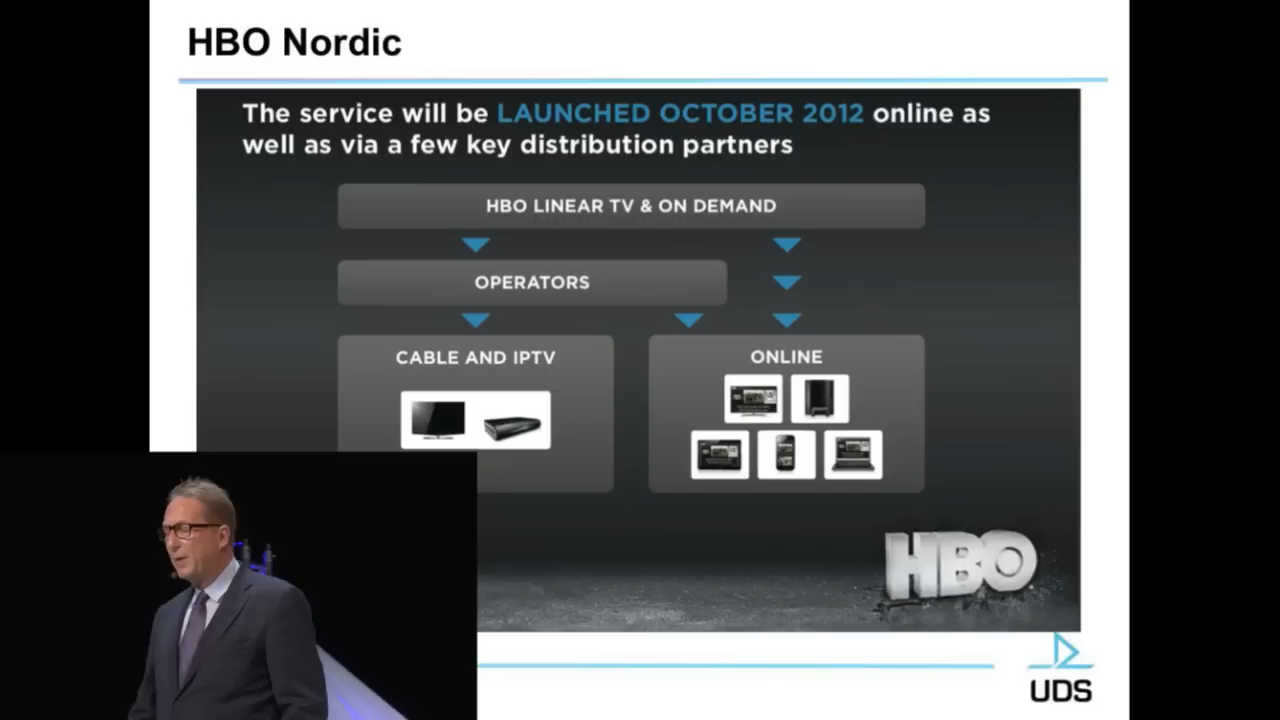 HBO Nordic
The service will be LAUNCHED OCTOBER 2012 online as
well as via a few key distribution partners
HBO LINEAR TV & ON DEMAND
OPERATORS
CABLE AND IPTV
ONLINE
HBO
UDS